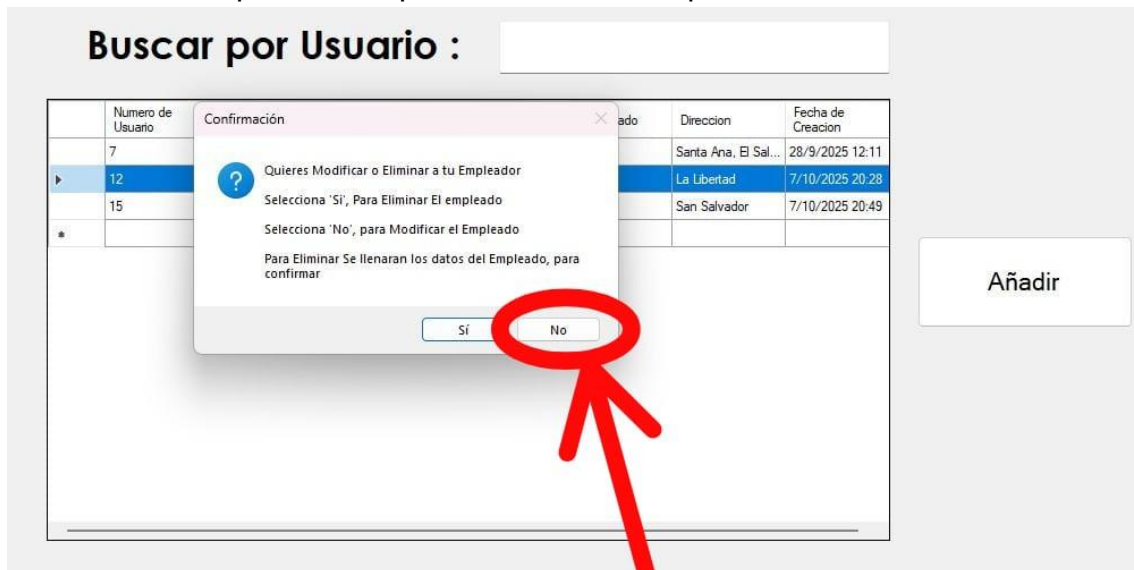 Buscar por Usuario :
Numero de Usuario
Confirmación
ado
Direccion
Fecha de Creacion
7
Santa Ana, El Sal...
28/9/2025 12:11
12
La Libertad
7/10/2025 20:28
15
San Salvador
7/10/2025 20:49
Quieres Modificar o Eliminar a tu Empleador
Selecciona 'Si', Para Eliminar El empleado
Selecciona 'No', para Modificar el Empleado
Para Eliminar Se llenaran los datos del Empleado, para
confirmar
Sí
No
Añadir